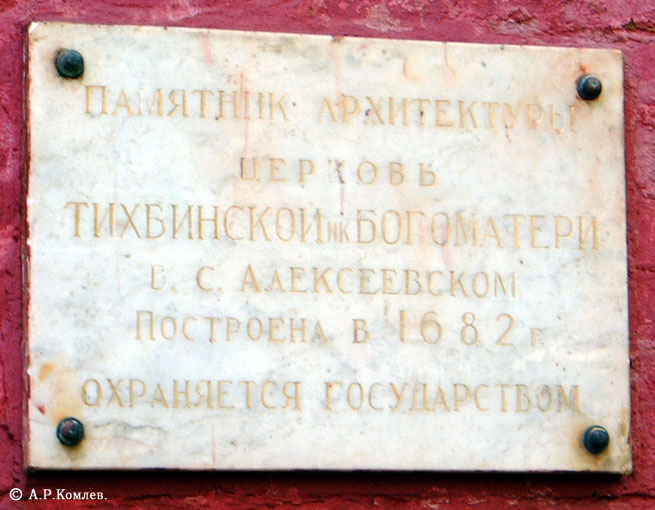 ПАМЯТНИК АРХИТЕКТУРЫ
ЦЕРКОВЬ
ТИХВИНСКОЙ ИК БОГОМАТЕРИ
В. С. АЛЕКСЕЕВСКОМ
ПОСТРОЕНА В 1682 г.
ОХРАНЯЕТСЯ ГОСУДАРСТВОМ
© А.Р.Комлев.